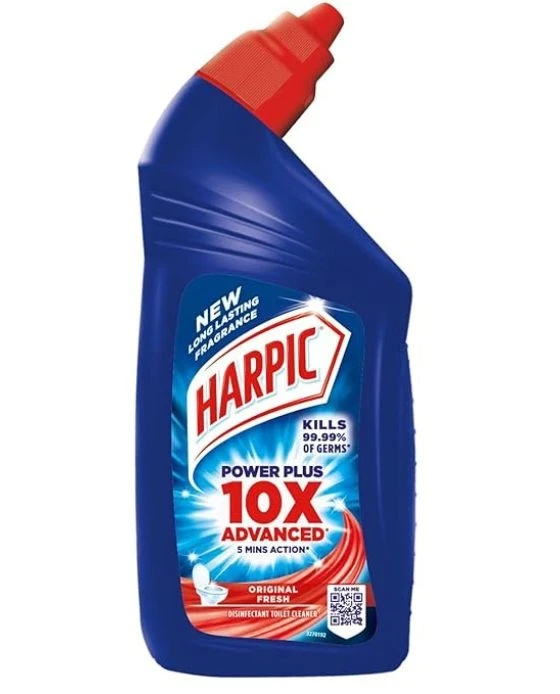 NEW
LONG LASTING
FRAGRANCE
HARPIC
KILLS
99.99%
OF GERMS*
POWER PLUS
10X
ADVANCED*
5 MINS ACTION*
ORIGINAL
FRESH
DISINFECTANT TOILET CLEANER
SCAN ME